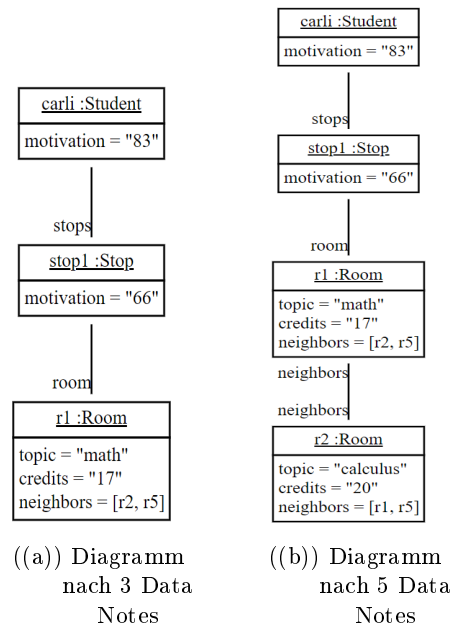 carli :Student
motivation = "83"
stops
stop1 :Stop
motivation = "66"
room
r1 :Room
topic = "math"
credits = "17"
neighbors = [r2, r5]
((a)) Diagramm
nach 3 Data
Notes
carli :Student
motivation = "83"
stops
stop1 :Stop
motivation = "66"
room
r1 :Room
topic = "math"
credits = "17"
neighbors = [r2, r5]
neighbors
neighbors
r2 :Room
topic = "calculus"
credits = "20"
neighbors = [r1, r5]
((b)) Diagramm
nach 5 Data
Notes